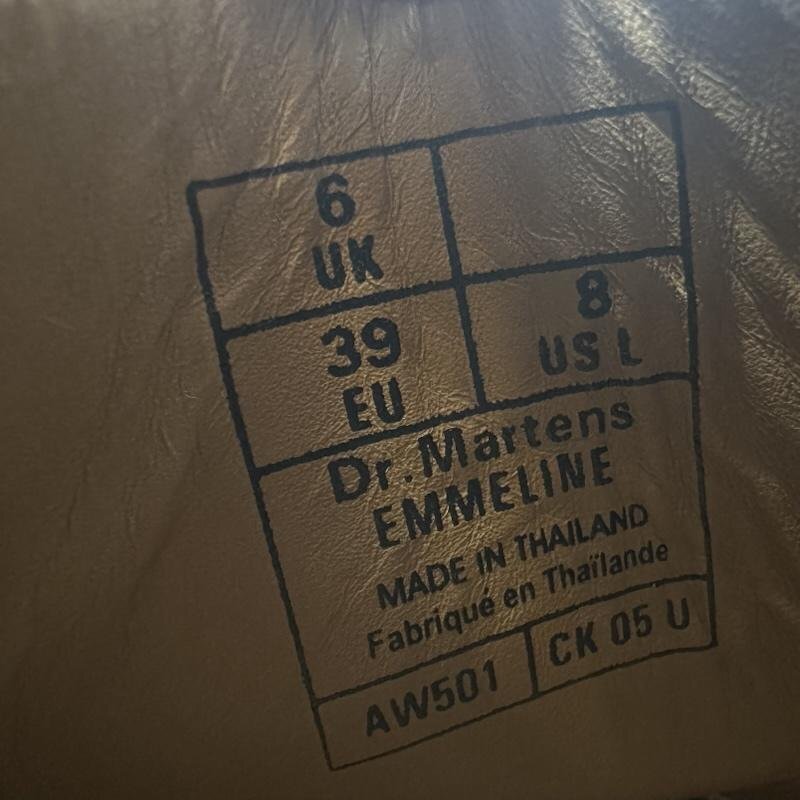 6
UK
39
EU
8
US L
Dr. Martens
EMMELINE
MADE IN THAILAND
Fabriqué en Thaïlande
AW501
CK 05 U